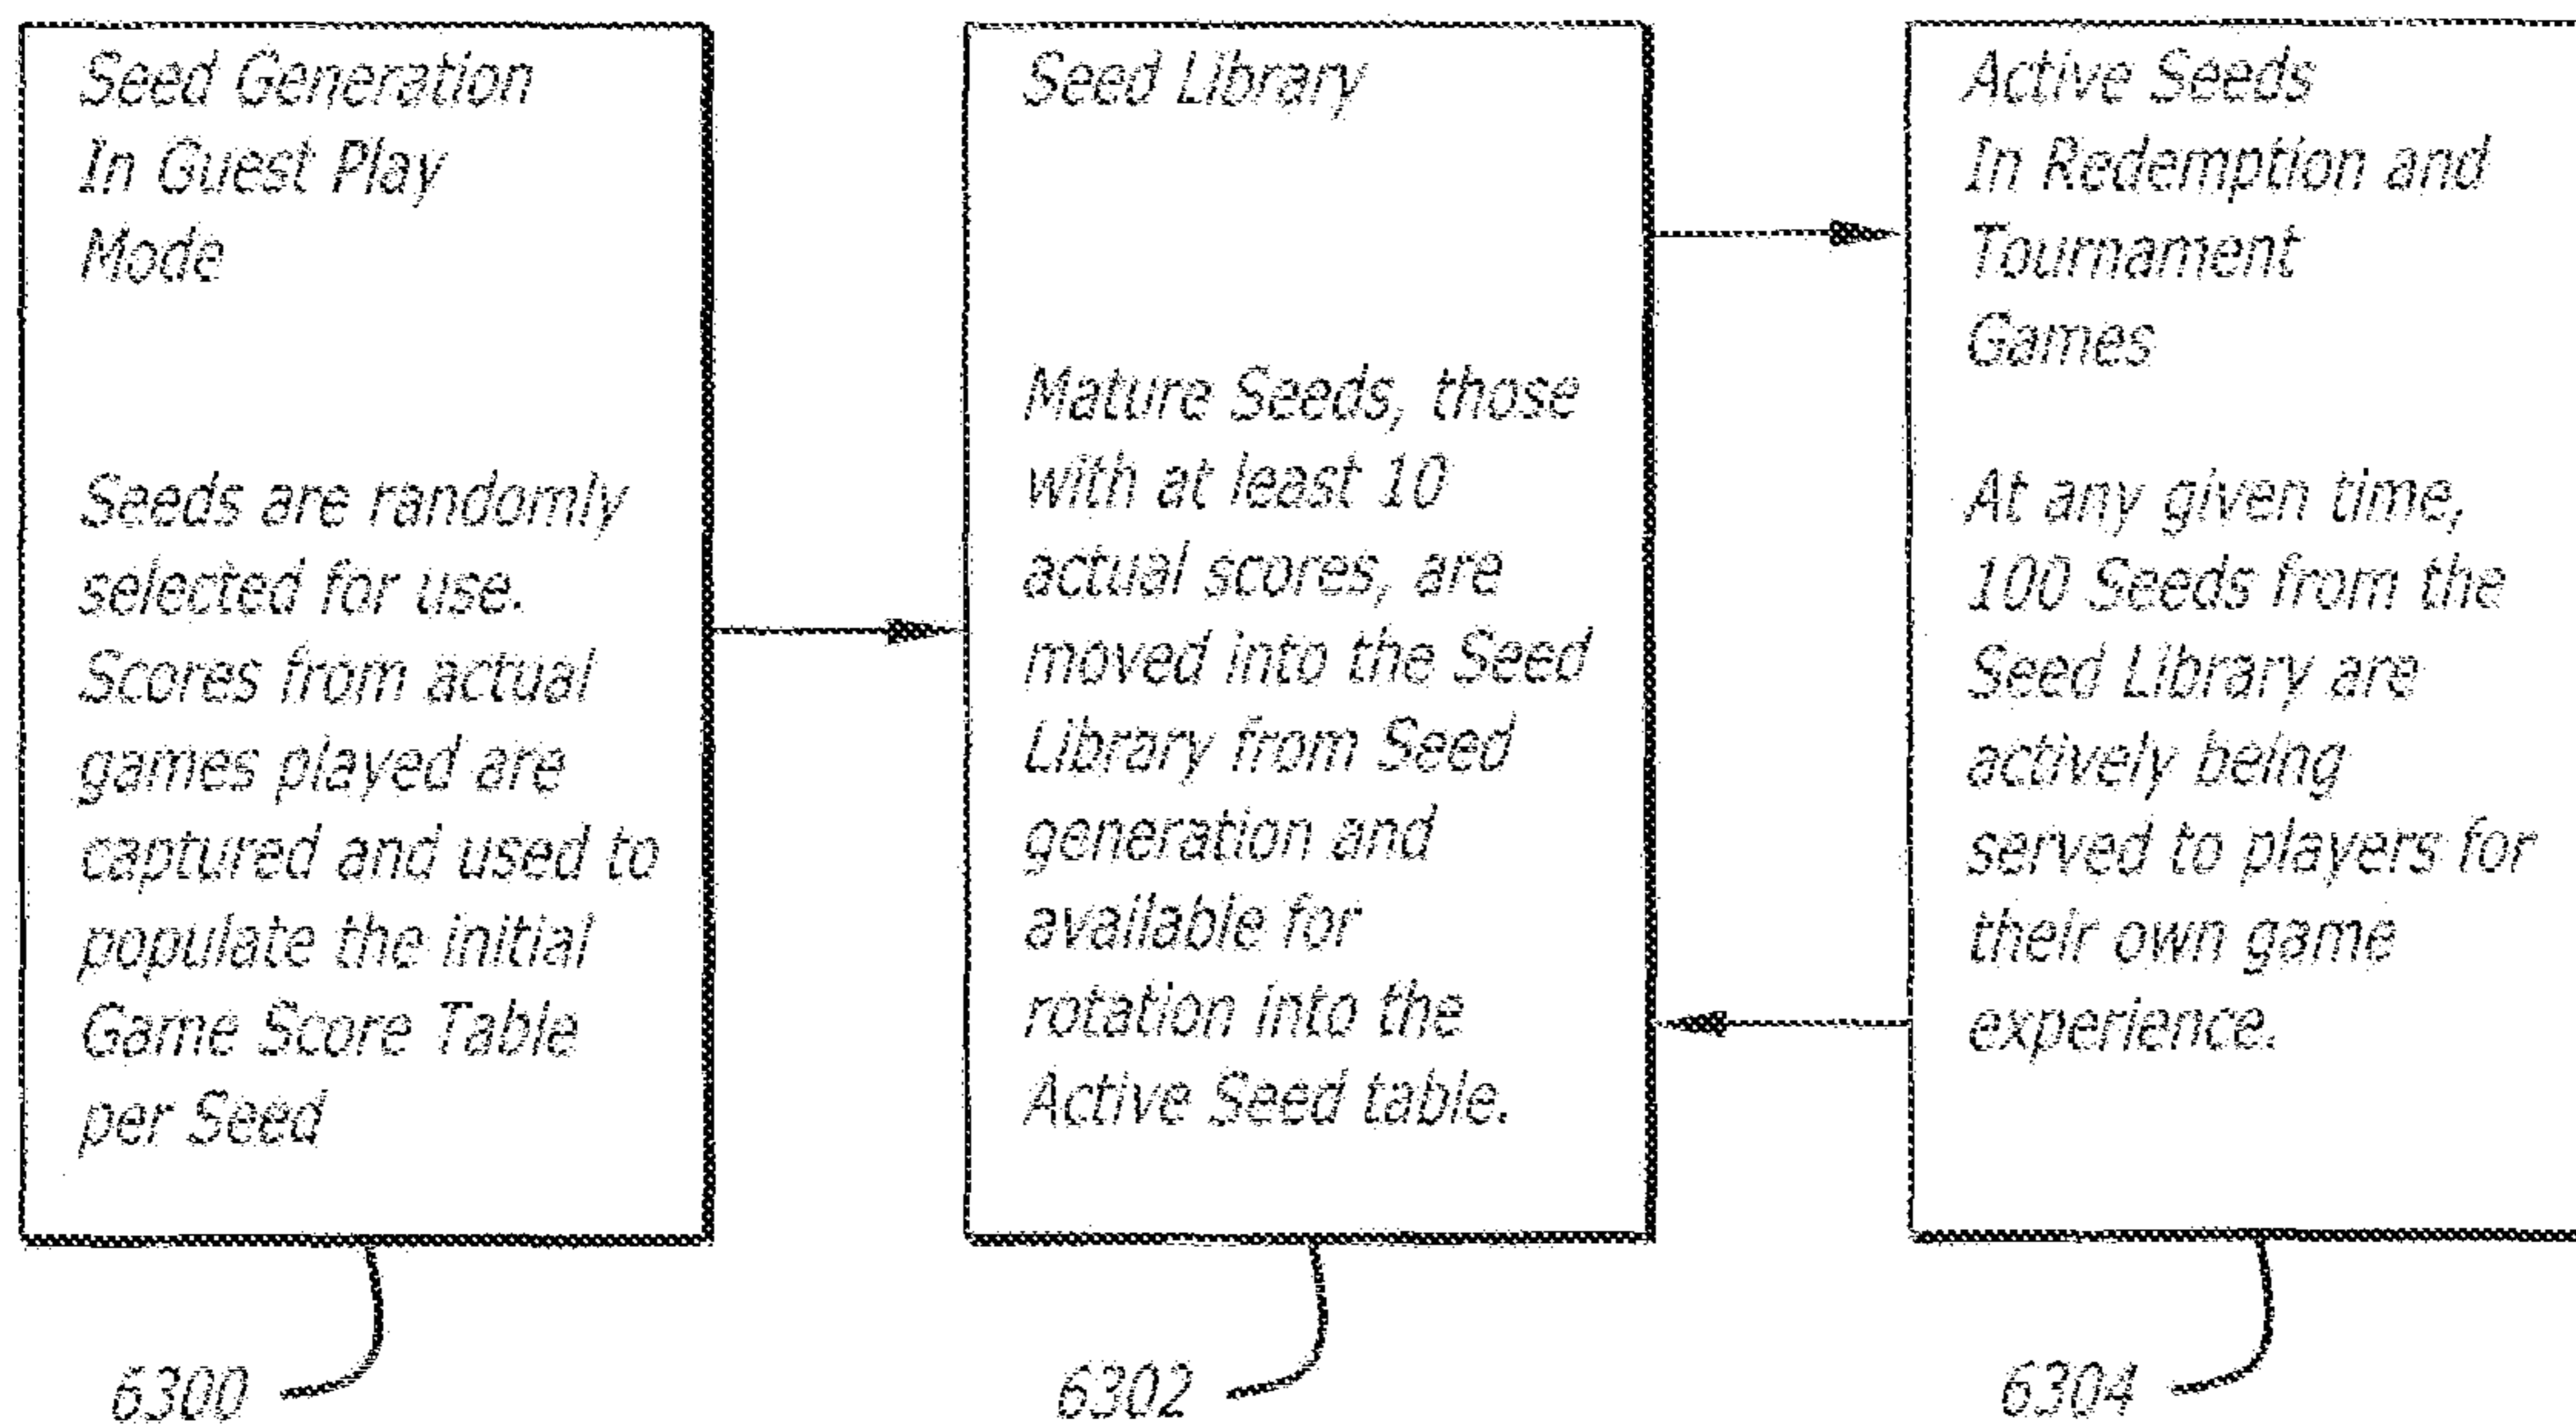 Seed Generation
In Guest Play
Mode
Seeds are randomly
selected for use.
Scores from actual
games played are
captured and used to
populate the initial
Game Score Table
per Seed
6300
Seed Library
Mature Seeds, those
with at least 10
actual scores, are
moved into the Seed
Library from Seed
generation and
available for
rotation into the
Active Seed table.
6302
Active Seeds
In Redemption and
Tournament
Games
At any given time,
100 Seeds from the
Seed Library are
actively being
served to players for
their own game
experience.
6304